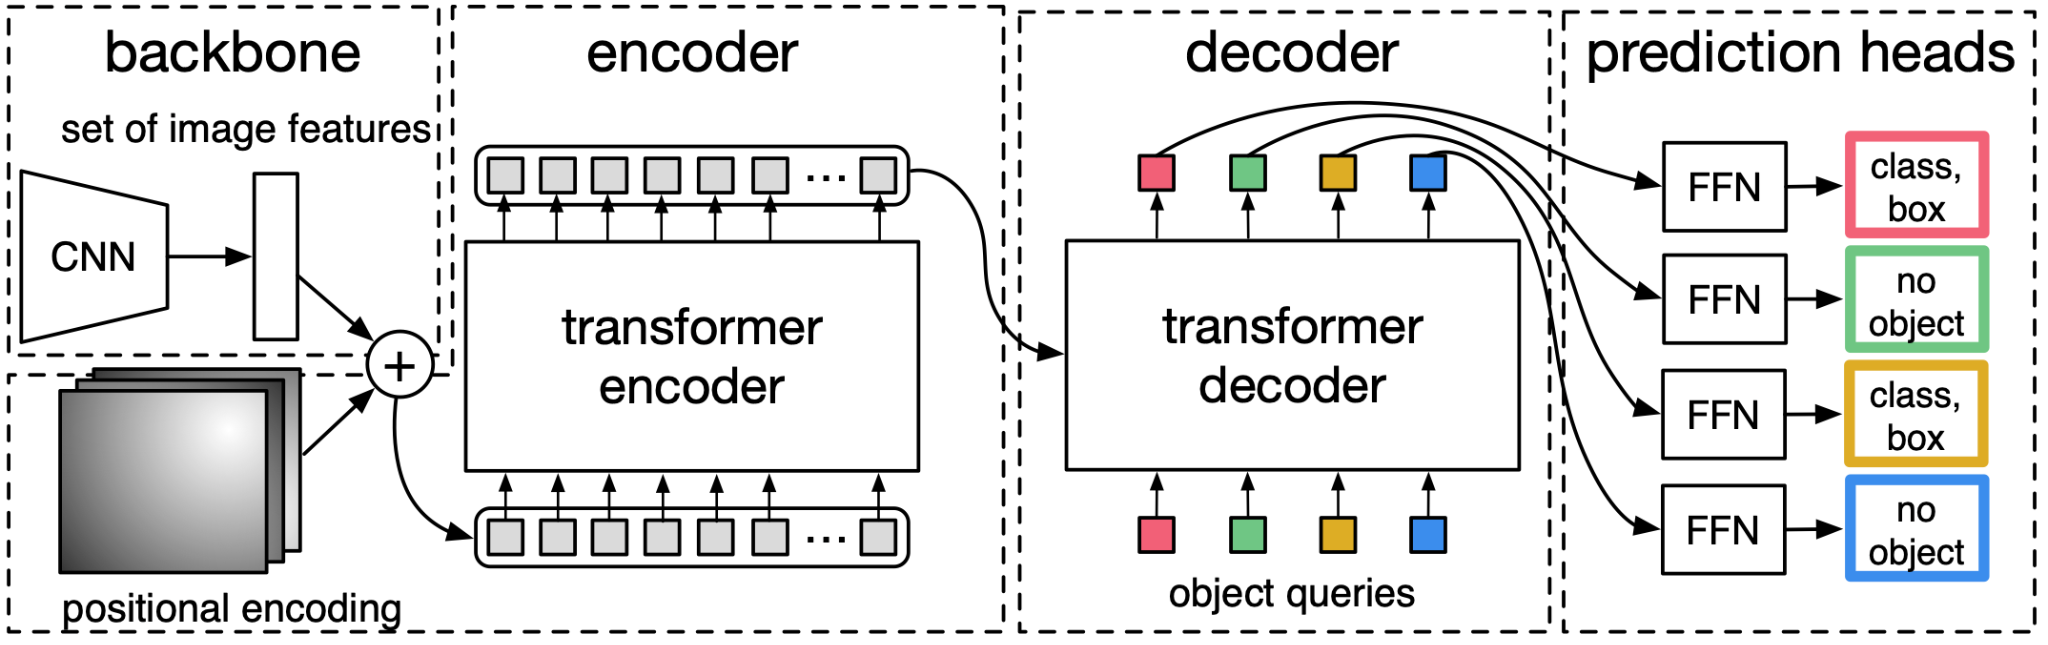 backbone
set of image features
CNN
+
positional encoding
encoder
...
transformer
encoder
...
decoder
transformer
decoder
object queries
prediction heads
FFN
class,
box
FFN
no
object
FFN
class,
box
FFN
no
object